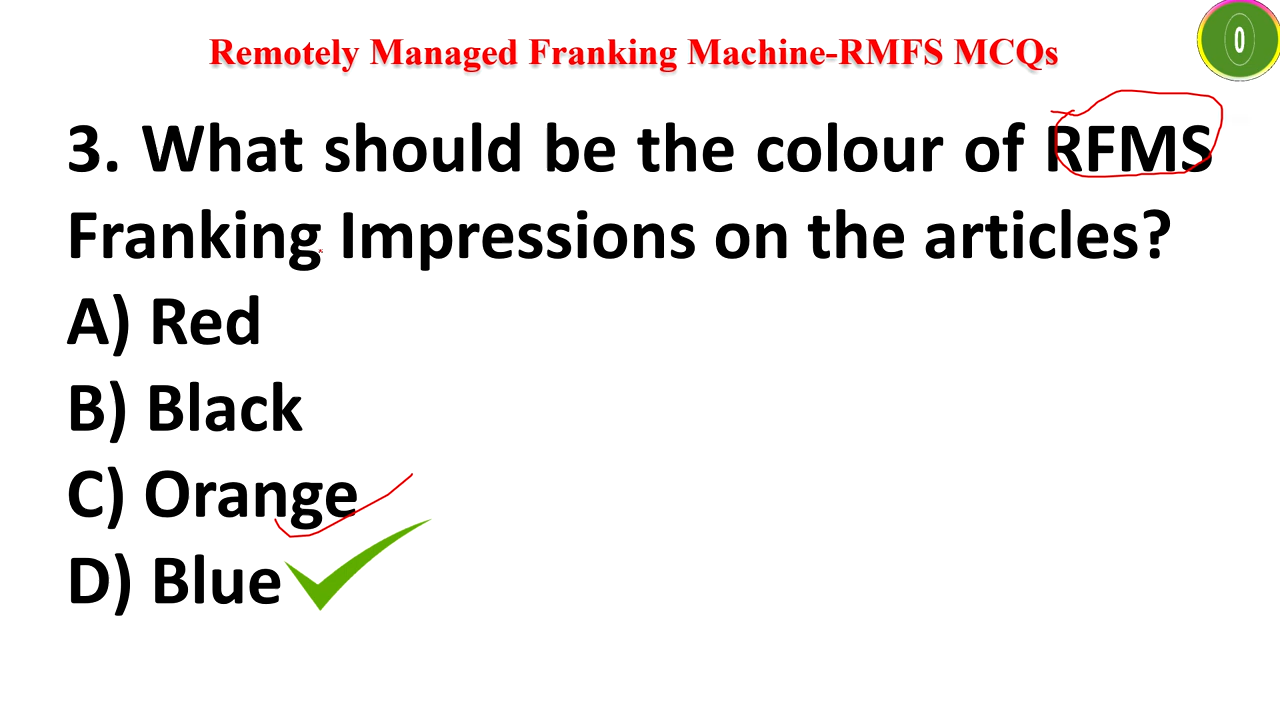 Remotely Managed Franking Machine-RMFS MCQs
0
3. What should be the colour of RFMS
Franking Impressions on the articles?
A) Red
B) Black
C) Orange
D) Blue